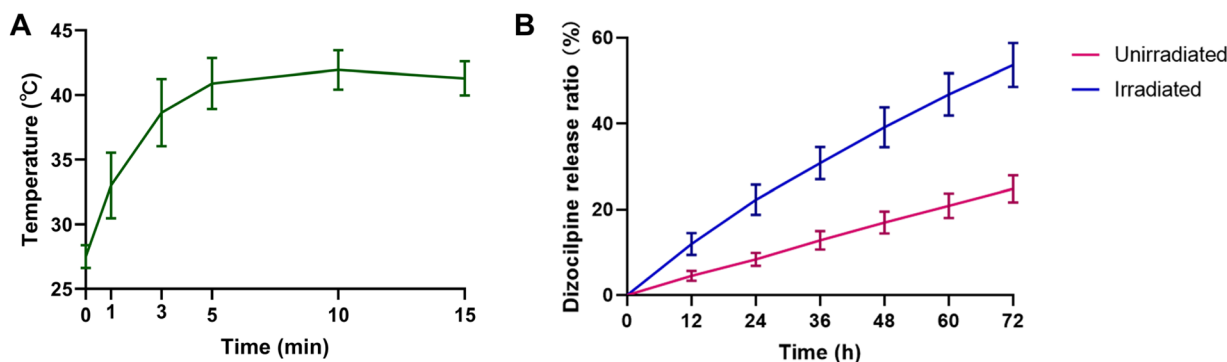 A
Temperature (℃)
45
40
35
30
25
0 1 3 5 10 15
Time (min)
B
Dizocilpine release ratio (%)
60
40
20
0
0 12 24 36 48 60 72
Time (h)
Unirradiated
Irradiated